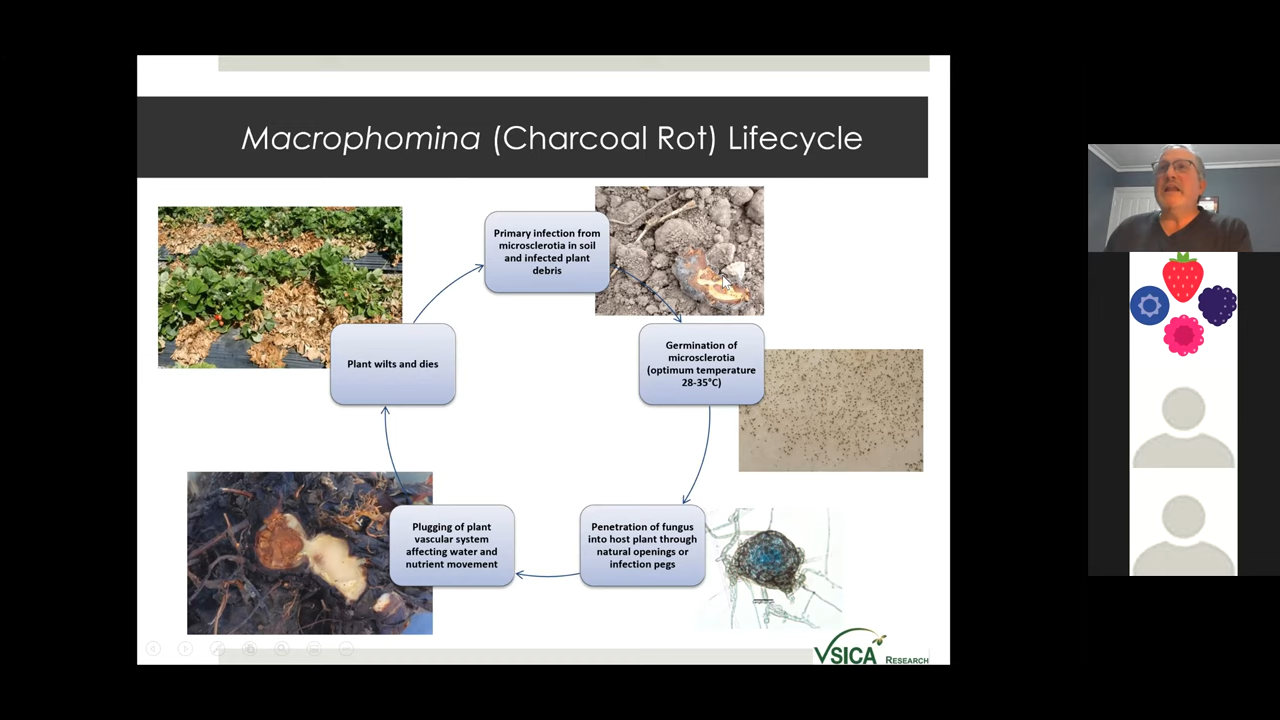 Macrophomina (Charcoal Rot) Lifecycle
Primary infection from
microsclerotia in soil
and infected plant
debris
Germination of
microsclerotia
(optimum temperature
28-35°C)
Penetration of fungus
into host plant through
natural openings or
infection pegs
Plugging of plant
vascular system
affecting water and
nutrient movement
Plant wilts and dies
VSICA RESEARCH